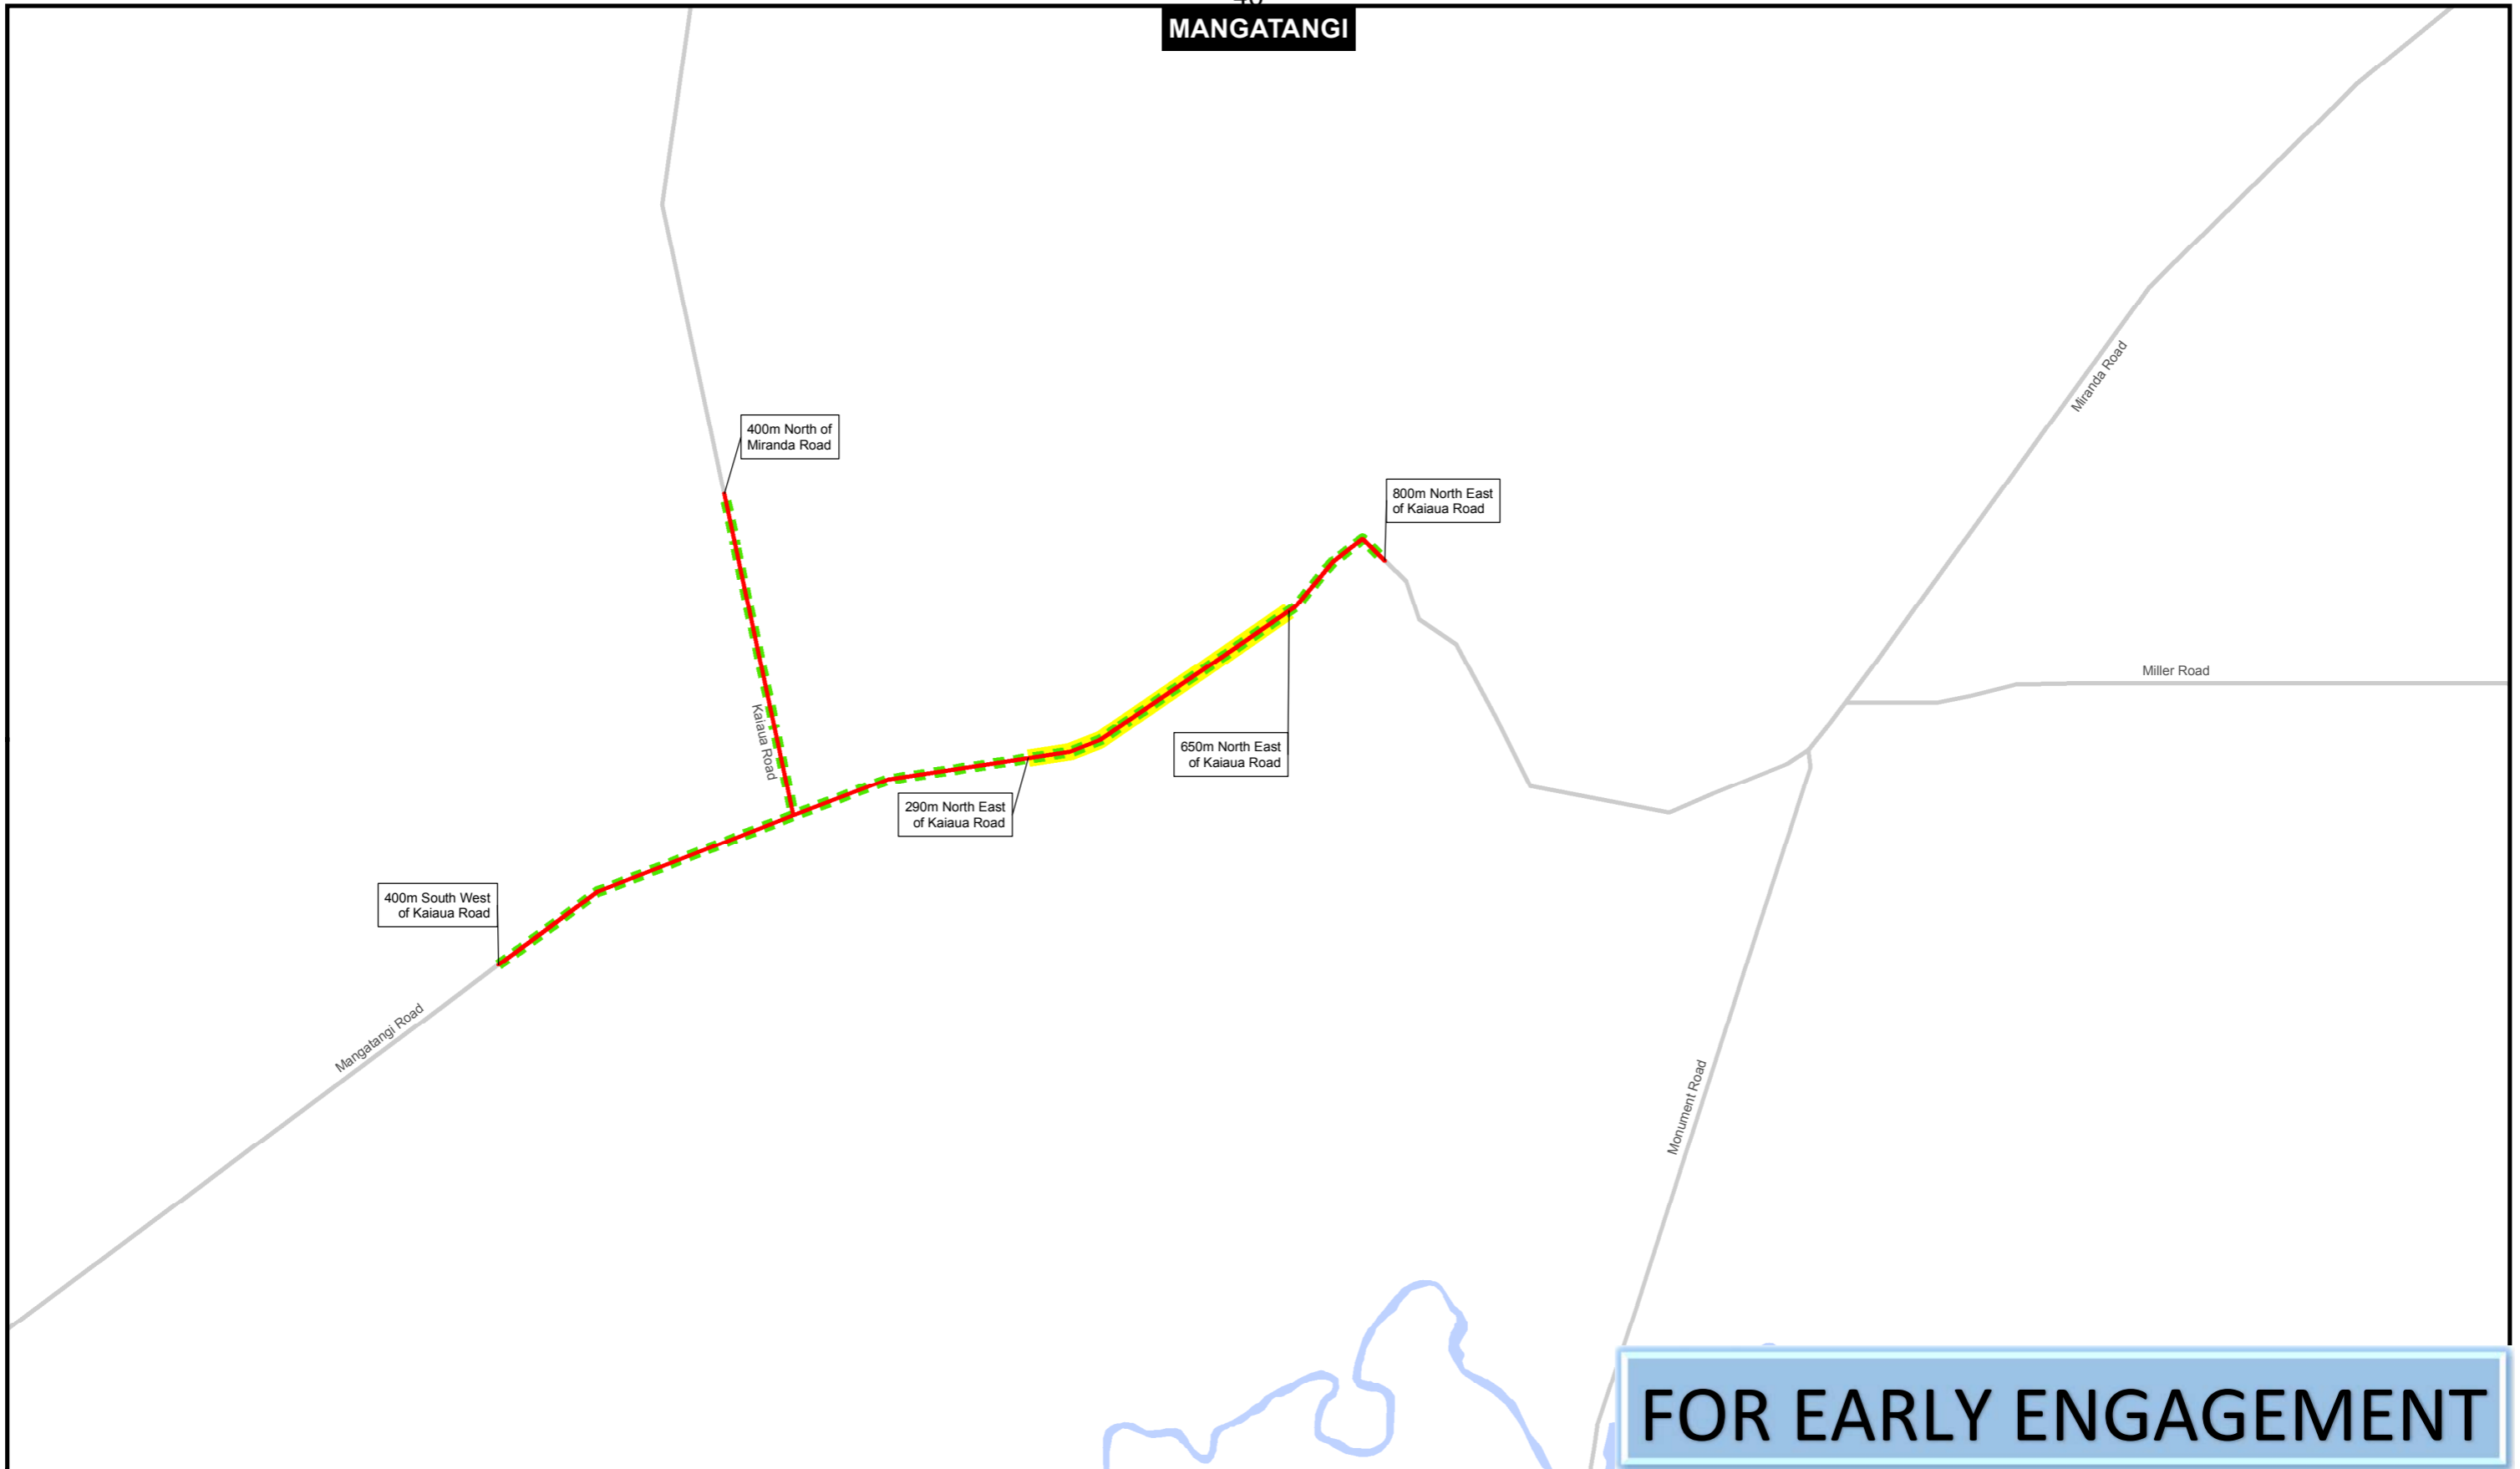 MANGATANGI
Miranda Road
400m North of
Miranda Road
800m North East
of Kaiaua Road
Miller Road
Kaiaua Road
650m North East
of Kaiaua Road
290m North East
of Kaiaua Road
400m South West
of Kaiaua Road
Mangatangi Road
Monument Road
FOR EARLY ENGAGEMENT